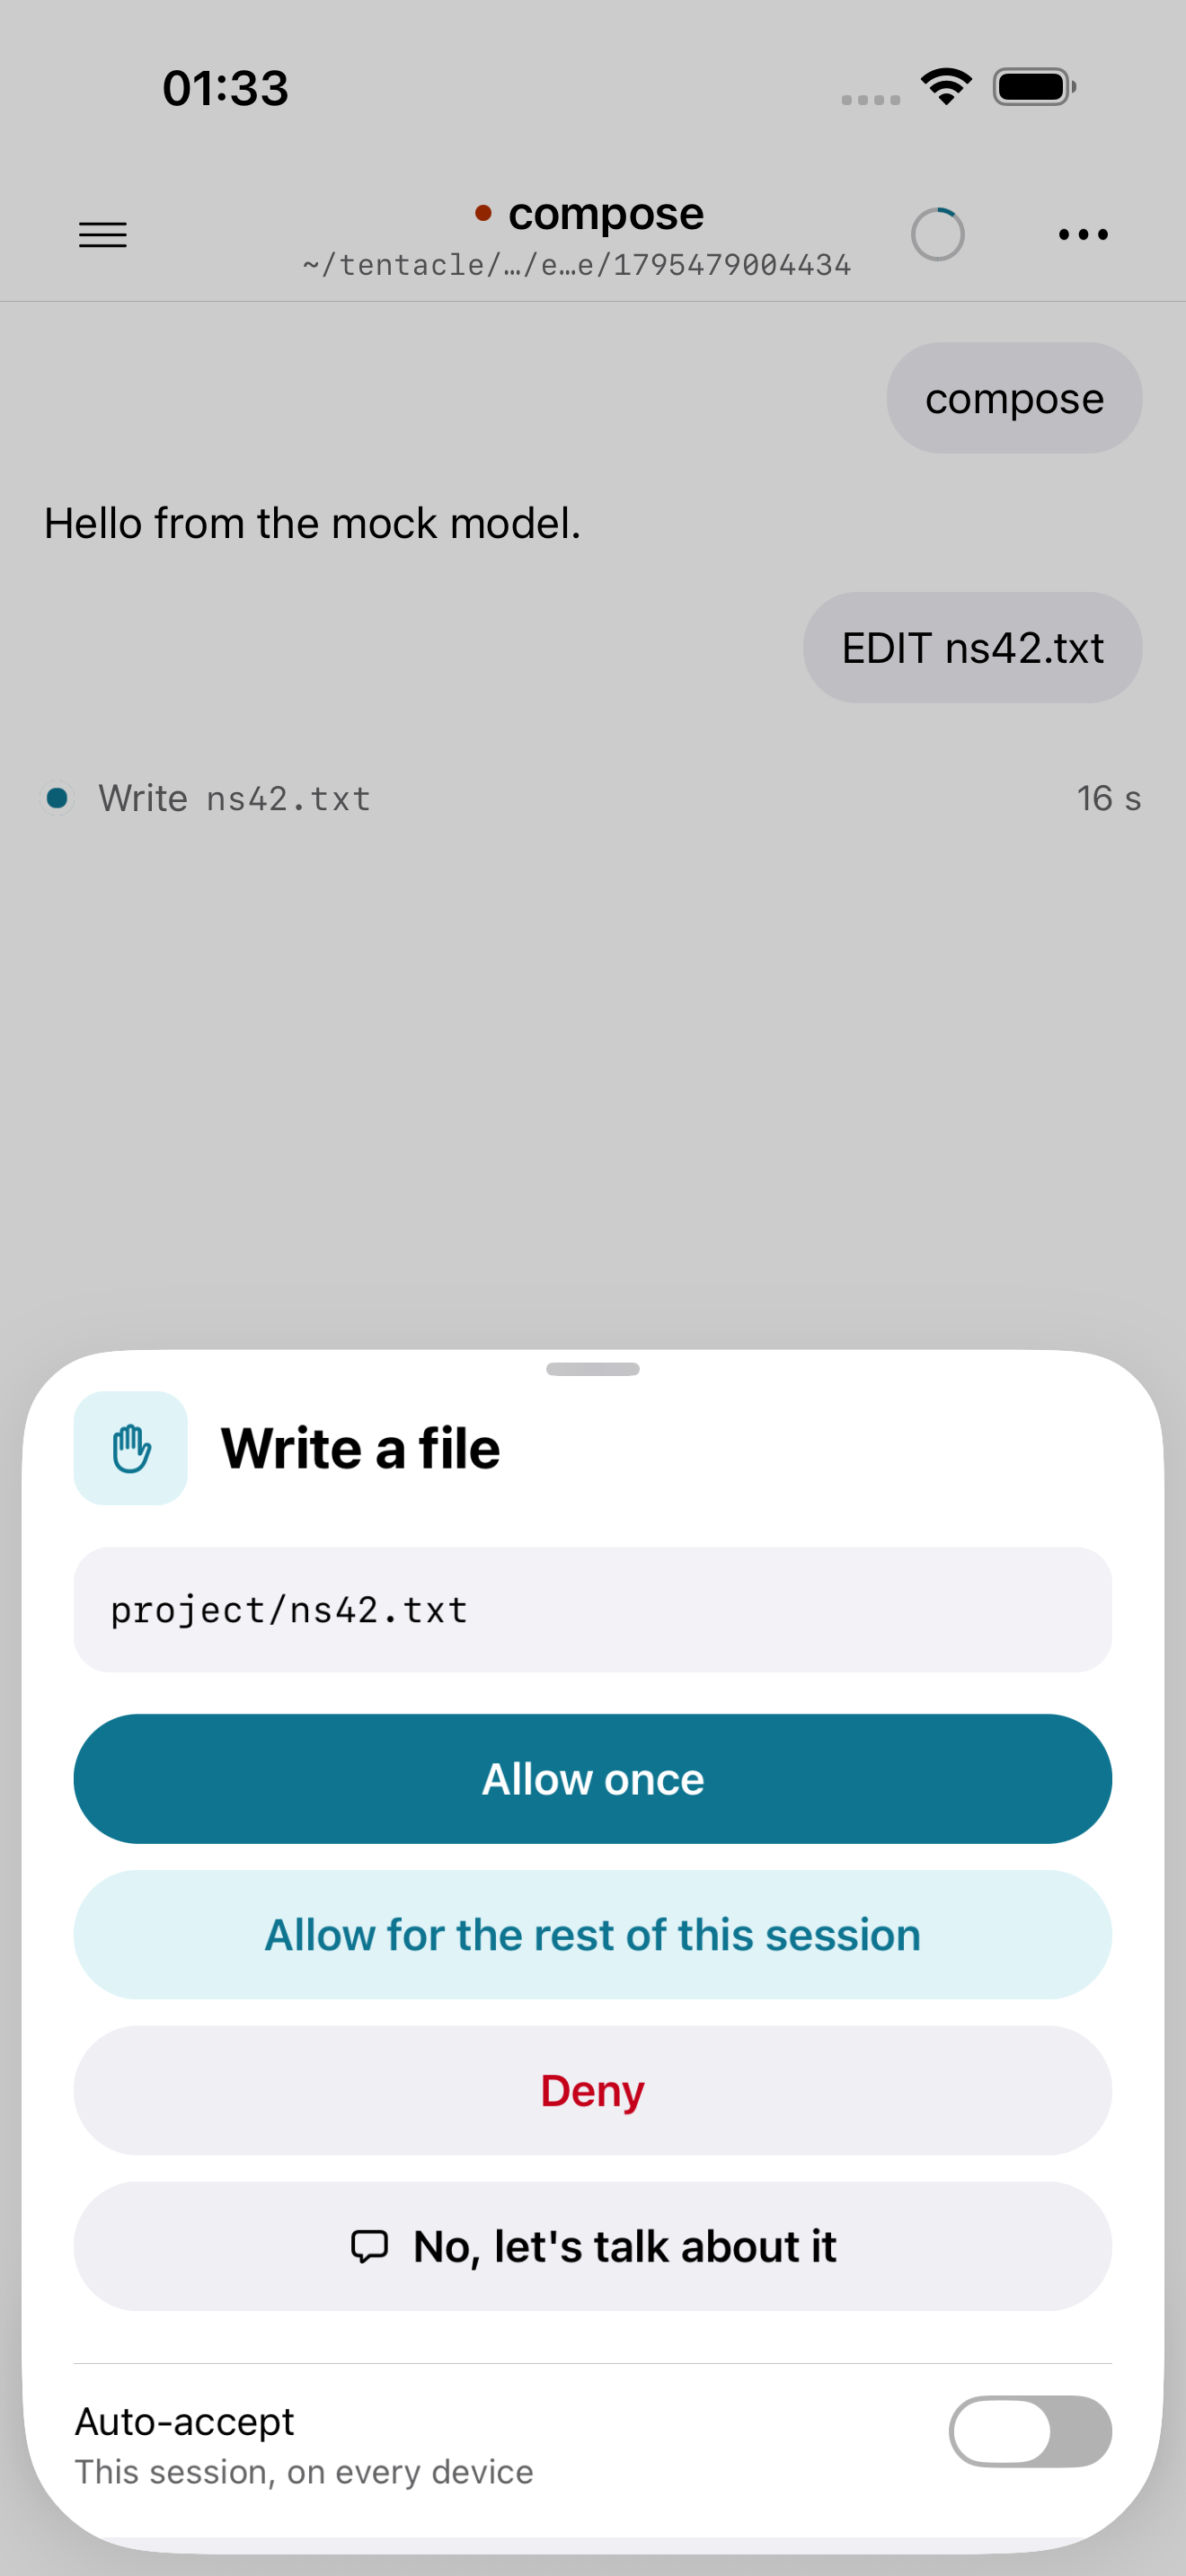 01:33
compose
~/tentacle/…/e…e/1795479004434
compose
Hello from the mock model.
EDIT ns42.txt
Write ns42.txt 16 s
Write a file
project/ns42.txt
Allow once
Allow for the rest of this session
Deny
No, let's talk about it
Auto-accept
This session, on every device